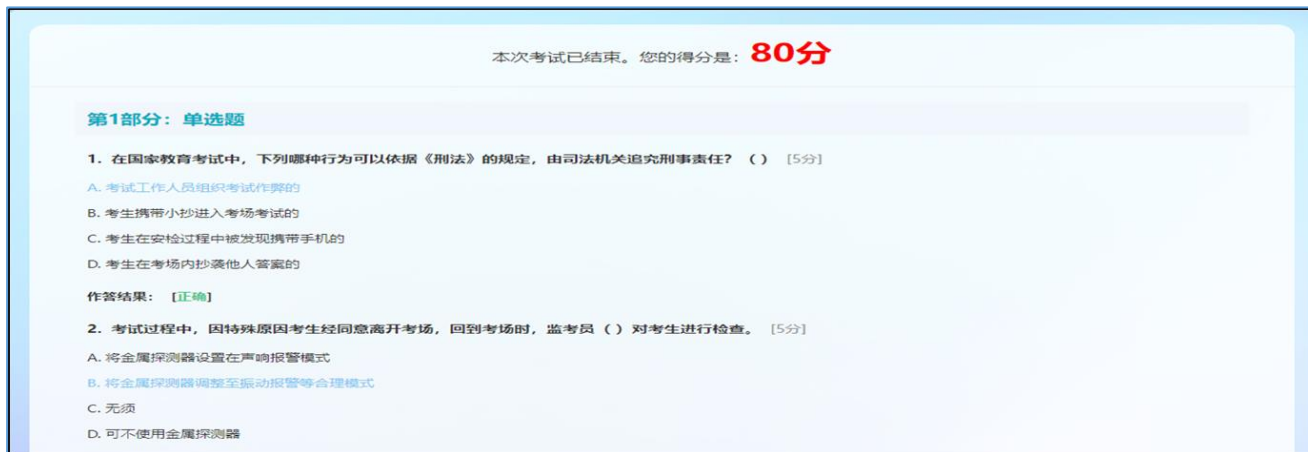 本次考试已结束。您的得分是：80分
第1部分：单选题
1. 在国家教育考试中，下列哪种行为可以依据《刑法》的规定，由司法机关追究刑事责任？（ ） [5分]
A. 考试工作人员组织考试作弊的
B. 考生携带小抄进入考场考试的
C. 考生在安检过程中被发现携带手机的
D. 考生在考场内抄袭他人答案的
作答结果： [正确]
2. 考试过程中，因特殊原因考生经同意离开考场，回到考场时，监考员（ ）对考生进行检查。 [5分]
A. 将金属探测器设置在声响报警模式
B. 将金属探测器调整至振动报警等合理模式
C. 无须
D. 可不使用金属探测器